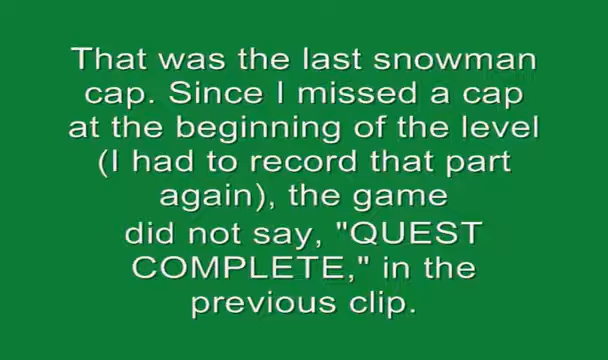 That was the last snowman
cap. Since I missed a cap
at the beginning of the level
(I had to record that part
again), the game
did not say, "QUEST
COMPLETE," in the
previous clip.